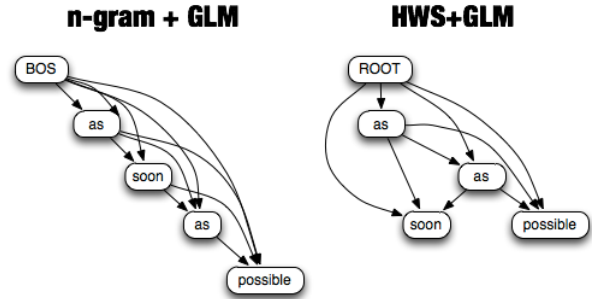 n-gram + GLM
BOS
as
soon
as
possible
HWS+GLM
ROOT
as
as
soon
possible